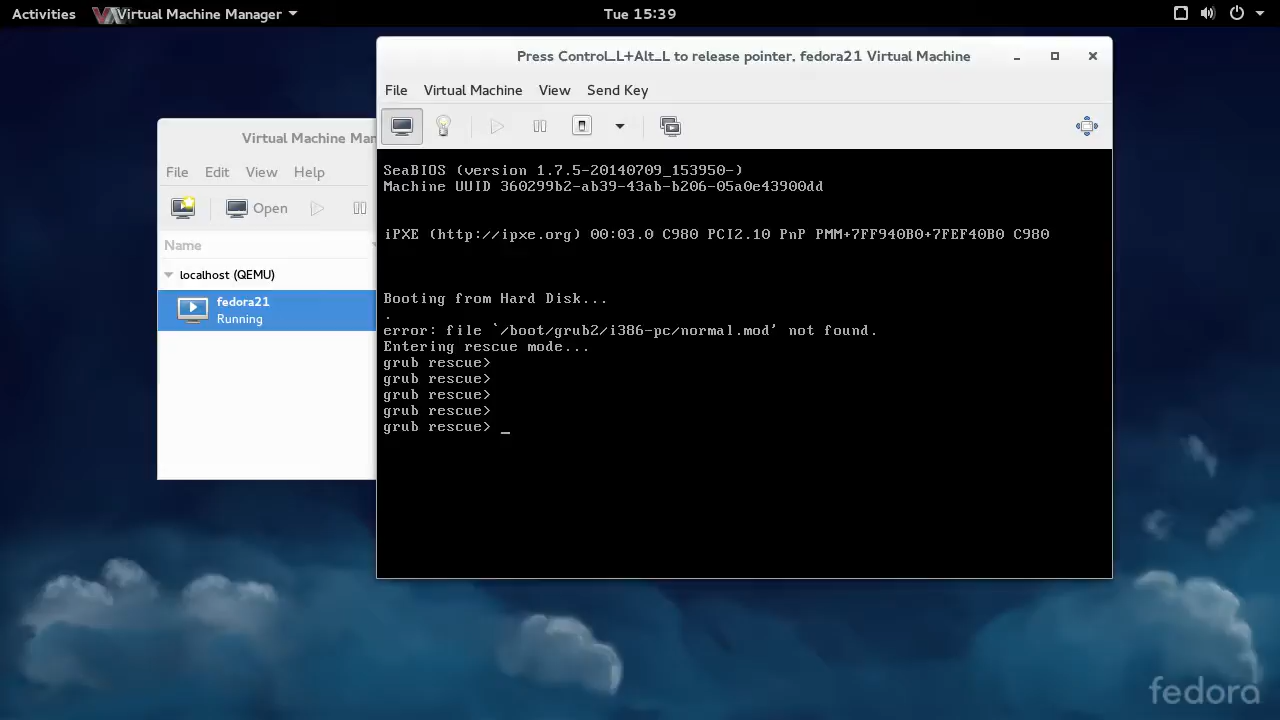 Activities Virtual Machine Manager Tue 15:39
Press Control_L+Alt_L to release pointer, fedora21 Virtual Machine
File Virtual Machine View Send Key
Virtual Machine Man
File Edit View Help
Open
Name
localhost (QEMU)
fedora21
Running
SeaBIOS (version 1.7.5-20140709_153950-)
Machine UUID 360299b2-ab39-43ab-b206-05a0e43900dd
iPXE (http://ipxe.org) 00:03.0 C980 PCI2.10 PnP PMM+7FF940B0+7FEF40B0 C980
Booting from Hard Disk...
.
error: file `/boot/grub2/i386-pc/normal.mod' not found.
Entering rescue mode...
grub rescue>
grub rescue>
grub rescue>
grub rescue>
grub rescue> _
fedora